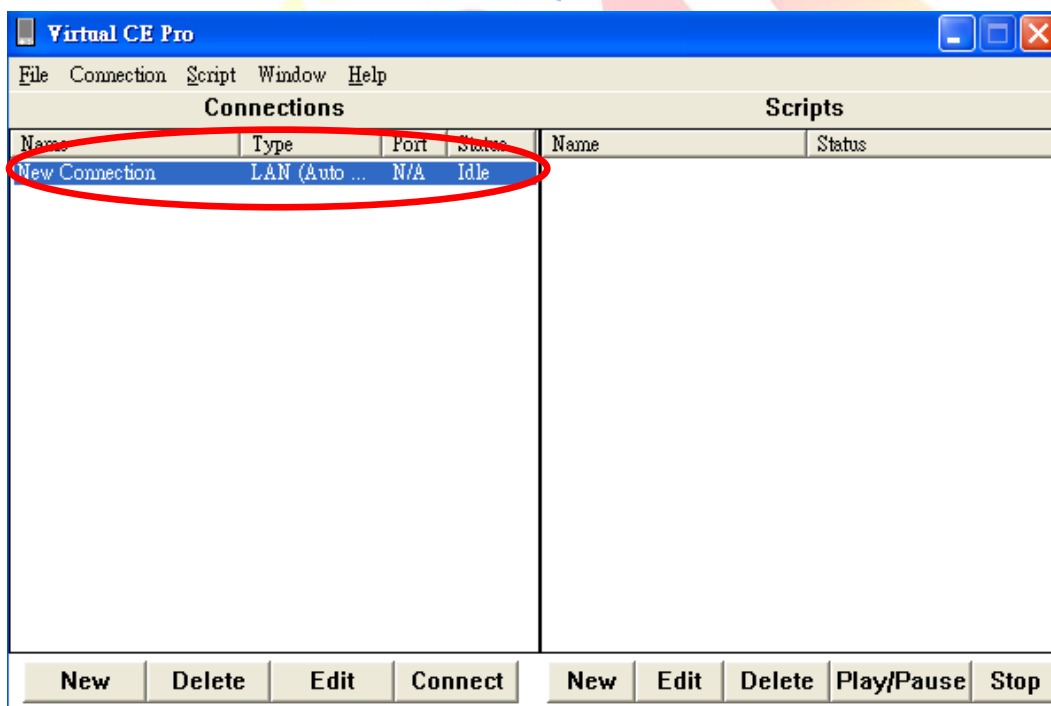 Virtual CE Pro
File Connection Script Window Help
Connections Scripts
Name Type Port Status Name Status
New Connection LAN (Auto ... N/A Idle
New Delete Edit Connect New Edit Delete Play/Pause Stop